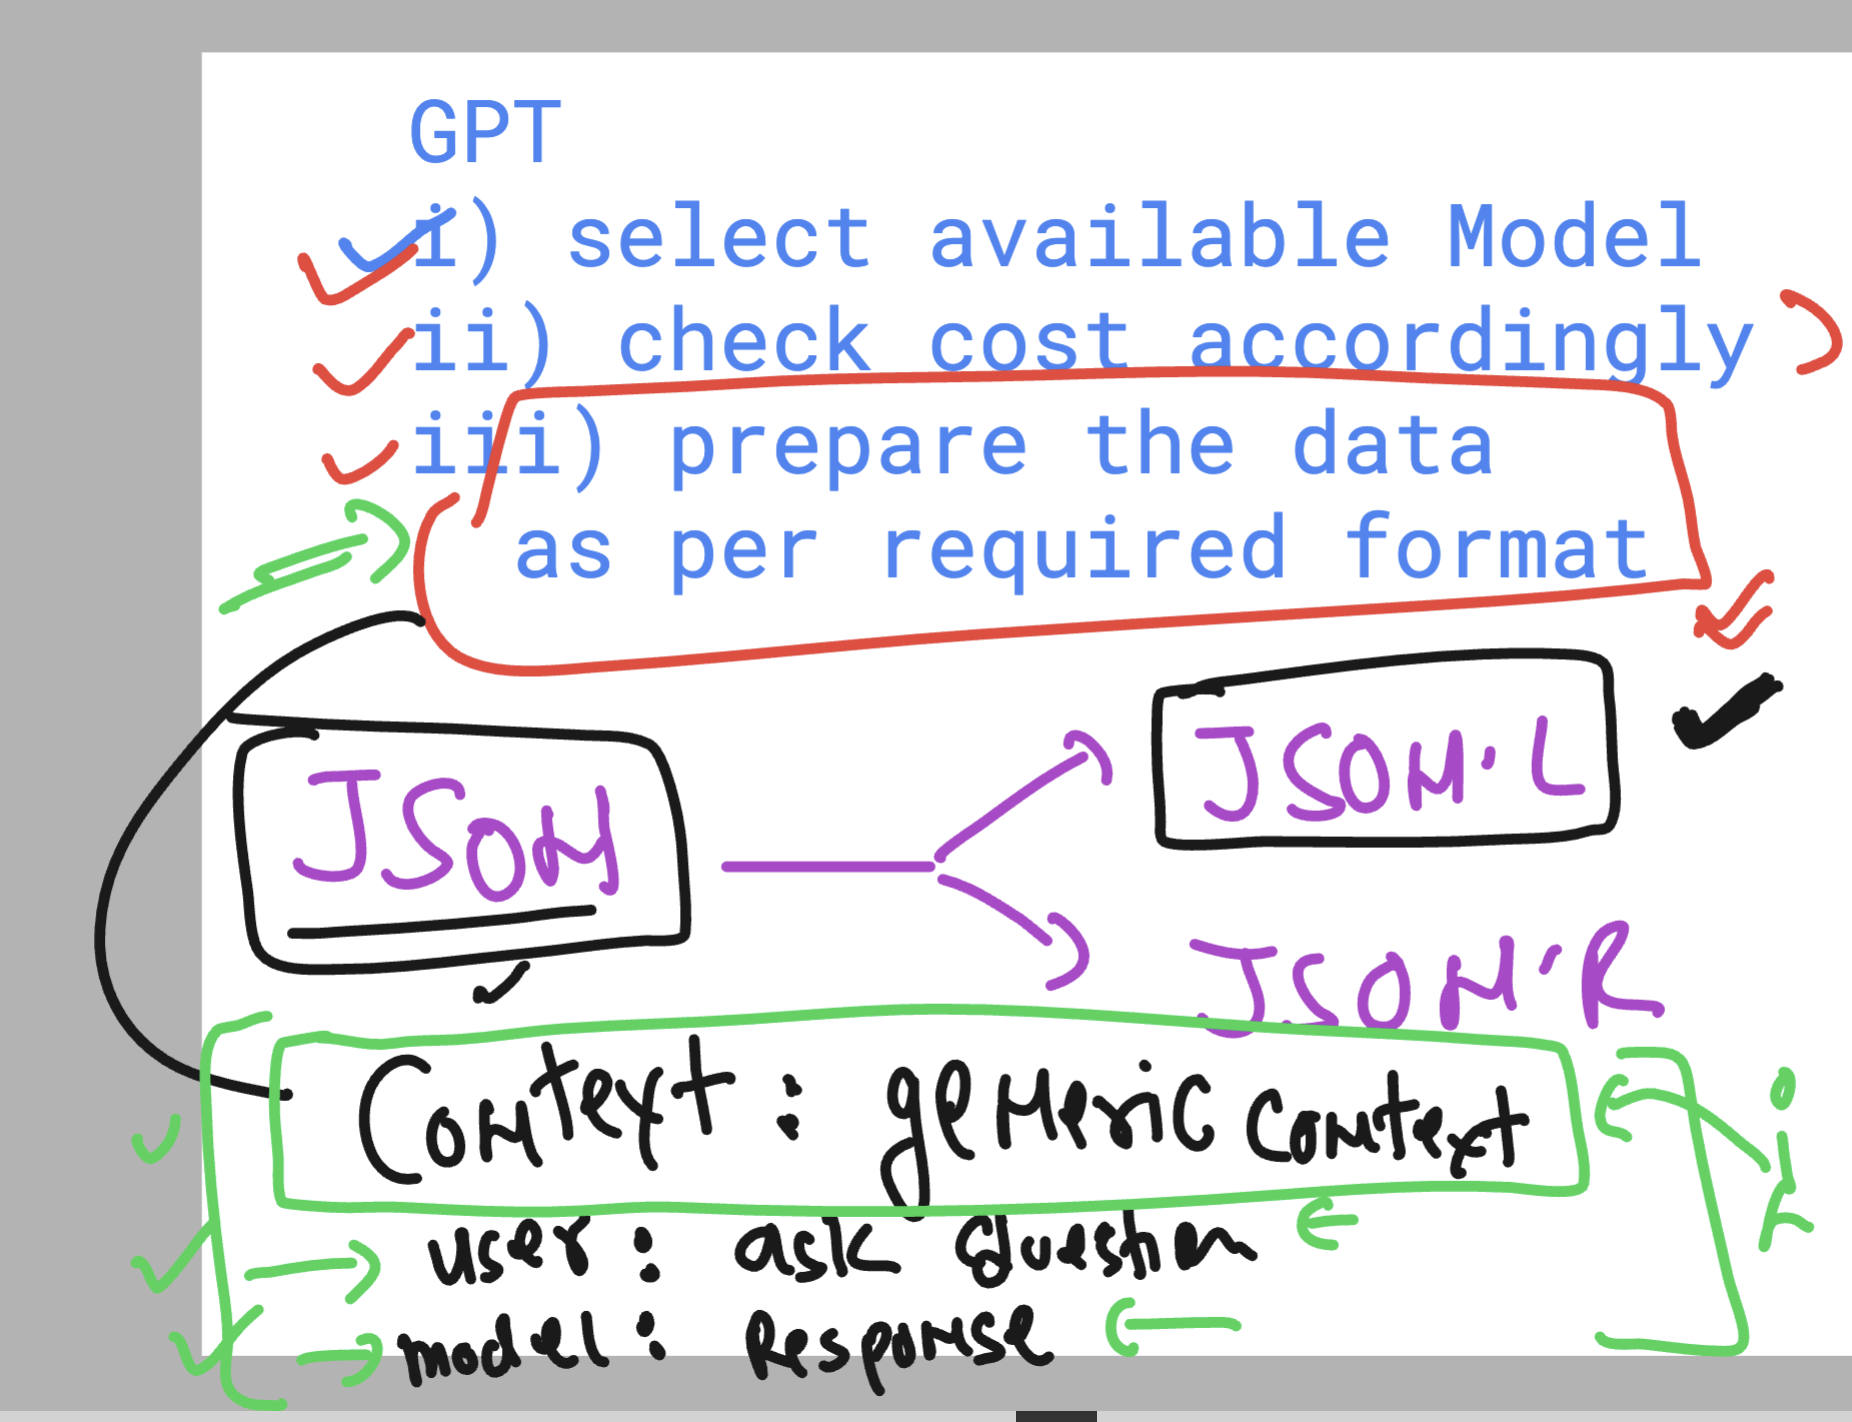 GPT
i) select available Model
ii) check cost accordingly
iii) prepare the data
as per required format
JSON
JSON.L
JSON'R
Context : generic context
user : ask question
model : Response